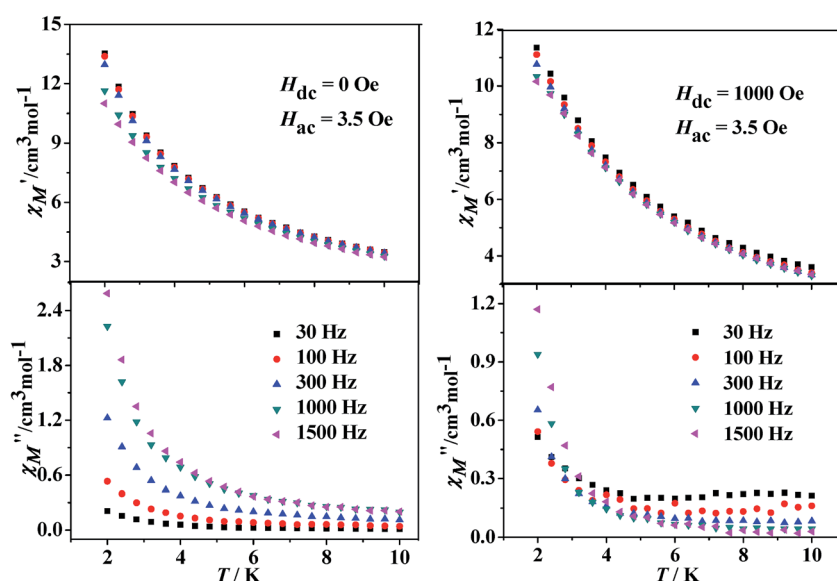 15
12
9
6
3
χM'/cm³mol-1
Hdc = 0 Oe
Hac = 3.5 Oe
2.4
1.8
1.2
0.6
0.0
χM''/cm³mol-1
30 Hz
100 Hz
300 Hz
1000 Hz
1500 Hz
2 4 6 8 10
T / K
12
10
8
6
4
χM'/cm³mol-1
Hdc = 1000 Oe
Hac = 3.5 Oe
1.2
0.9
0.6
0.3
0.0
χM''/cm³mol-1
30 Hz
100 Hz
300 Hz
1000 Hz
1500 Hz
2 4 6 8 10
T / K